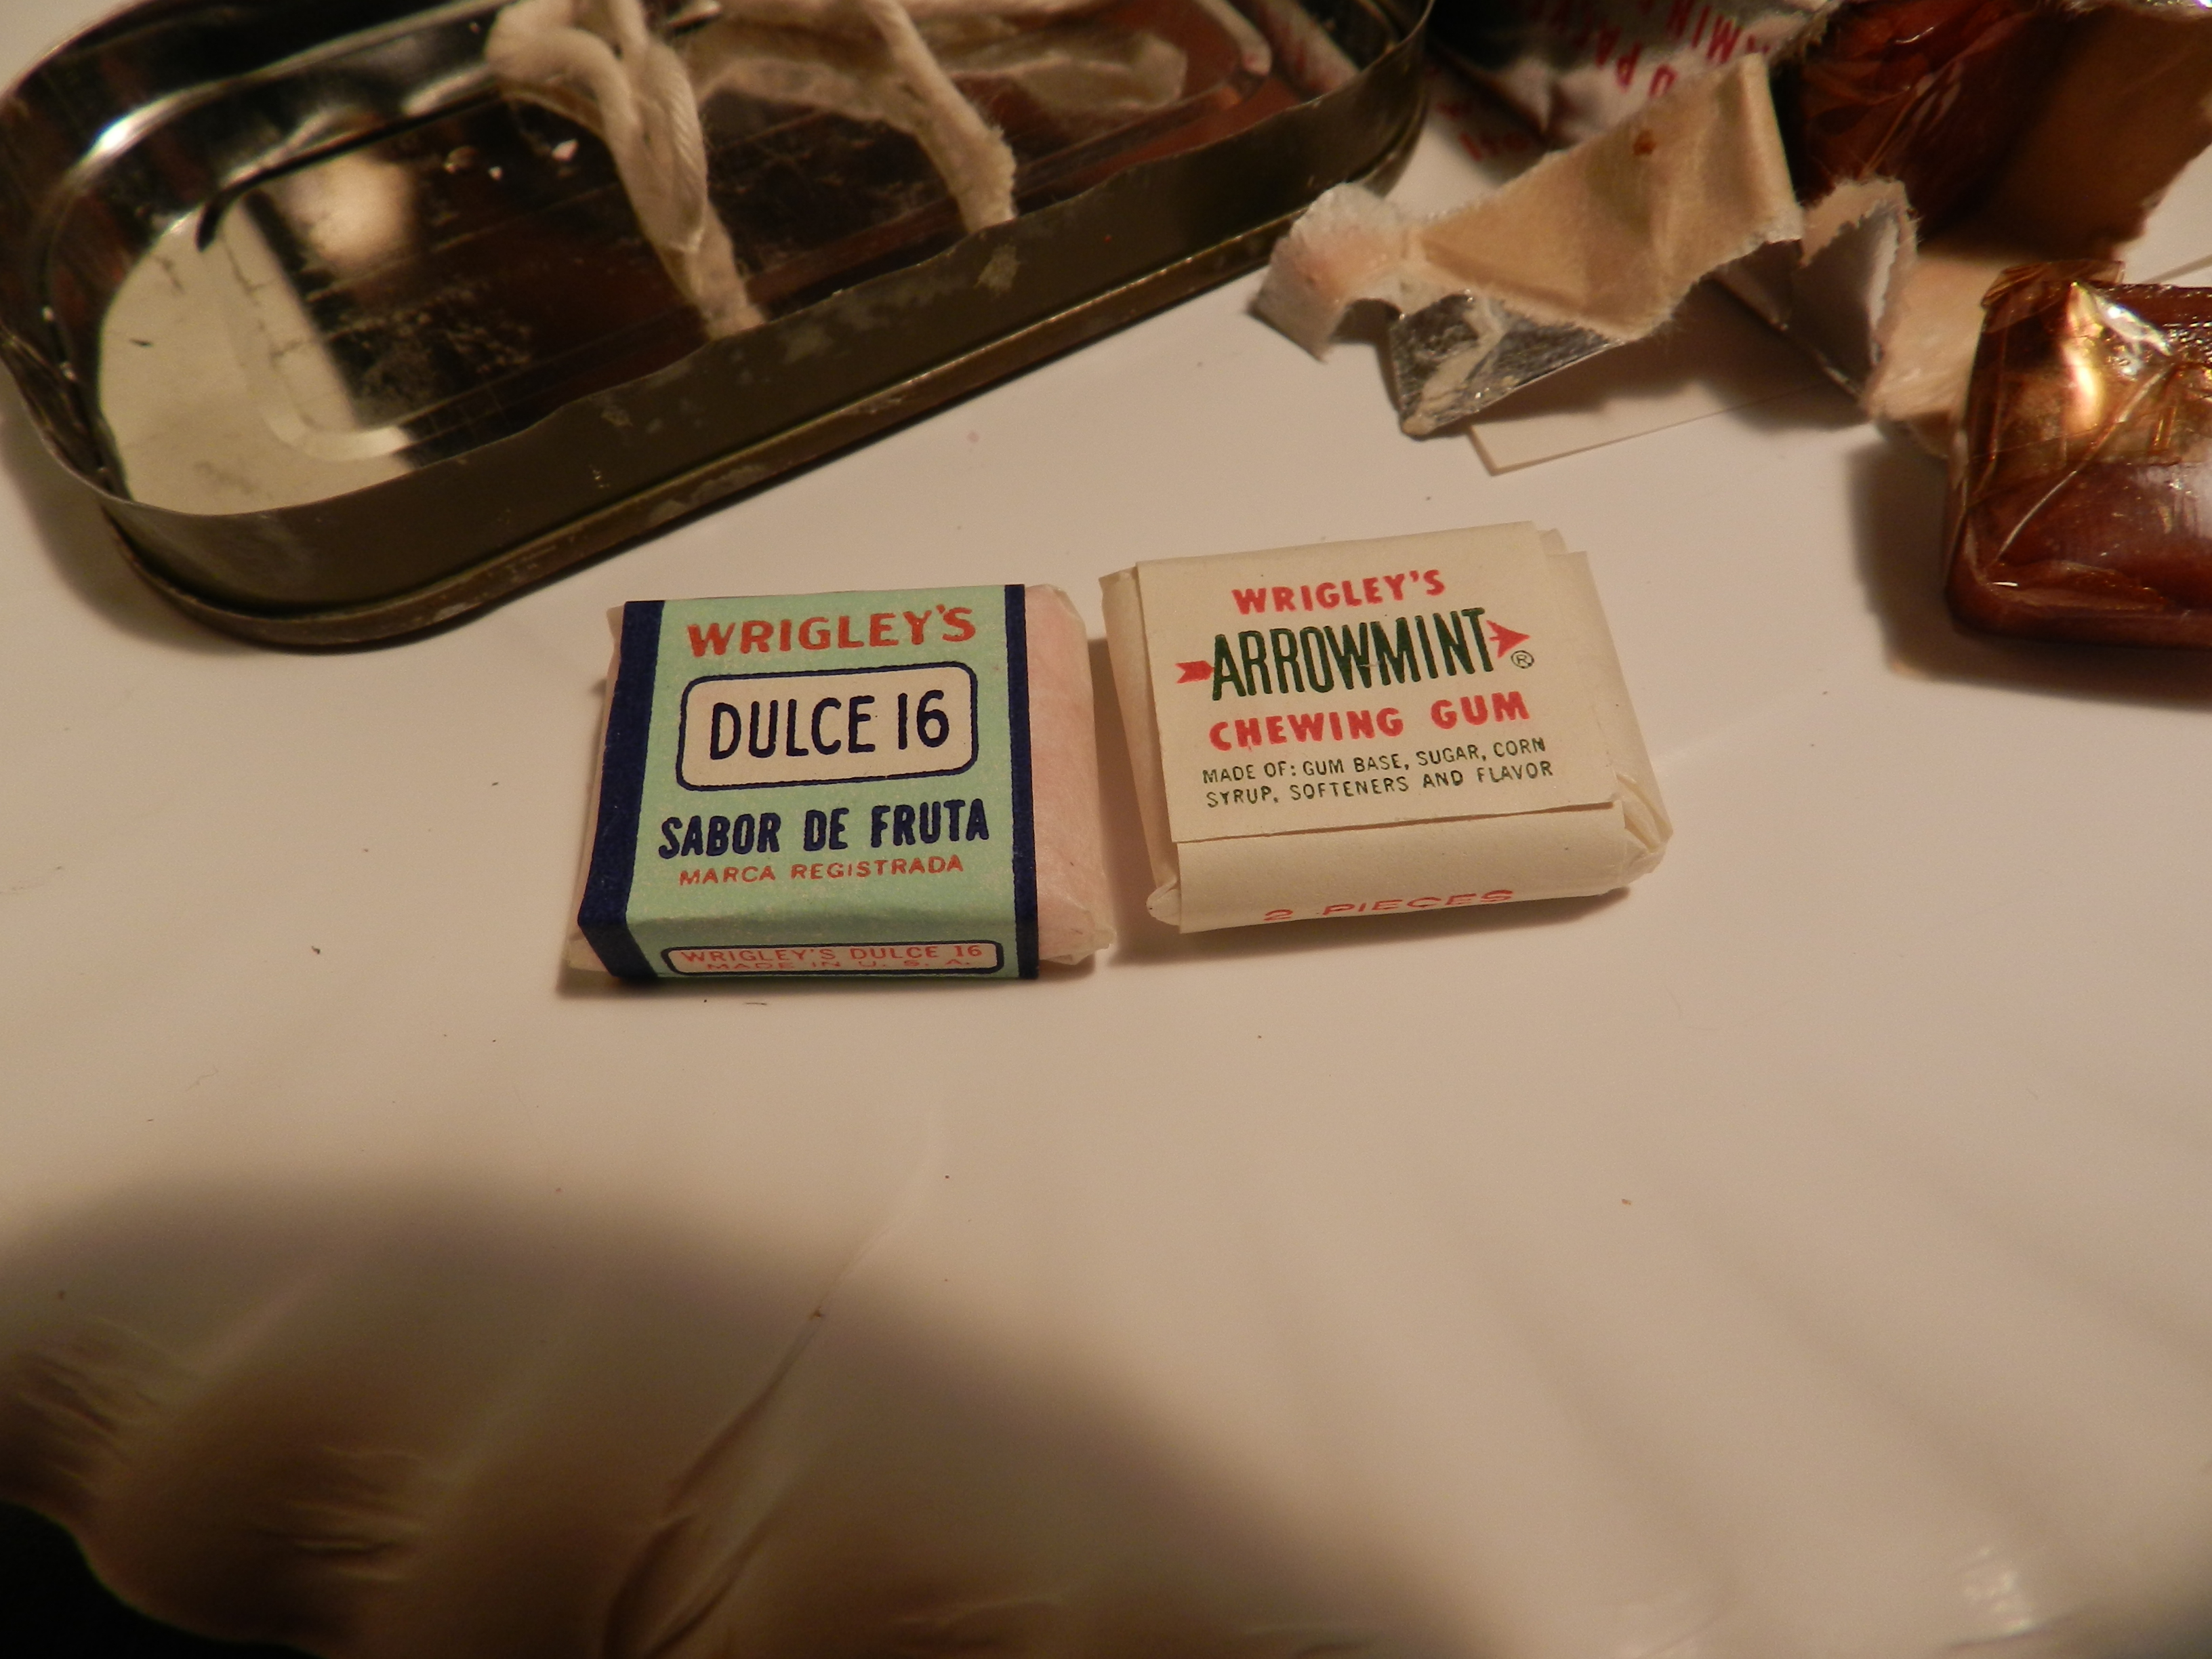 WRIGLEY'S
DULCE 16
SABOR DE FRUTA
MARCA REGISTRADA
WRIGLEY'S DULCE 16
MADE IN U. S. A.
WRIGLEY'S
ARROWMINT®
CHEWING GUM
MADE OF: GUM BASE, SUGAR, CORN
SYRUP, SOFTENERS AND FLAVOR
2 PIECES